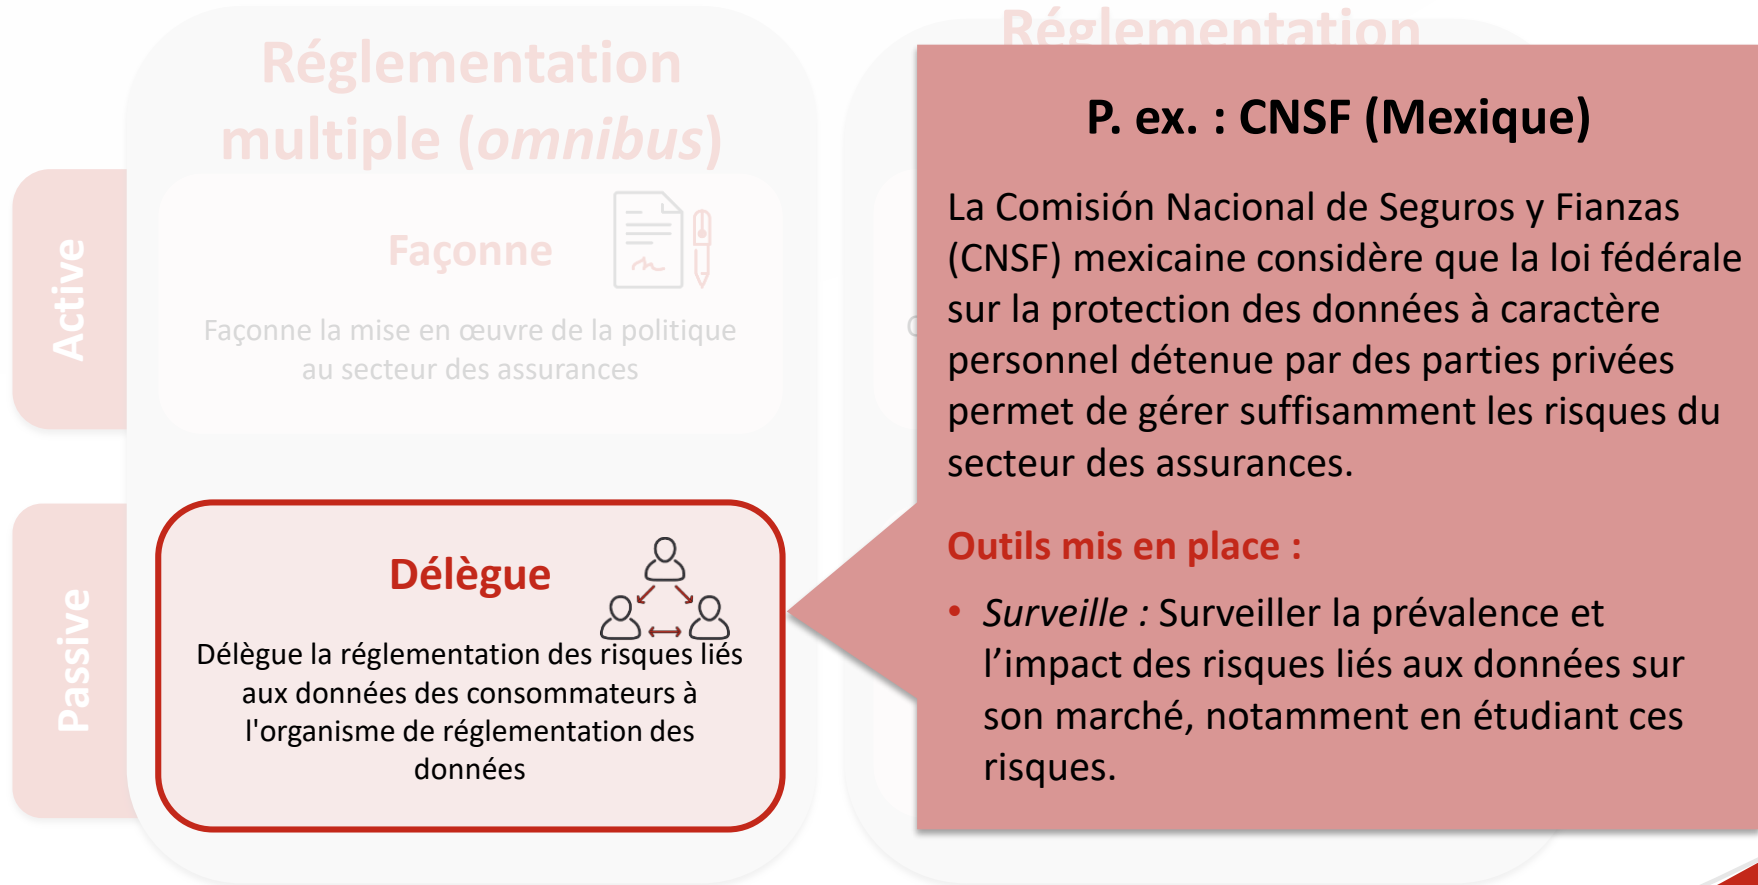 Réglementation
multiple (omnibus)
Active
Façonne
Façonne la mise en œuvre de la politique
au secteur des assurances
Passive
Délègue
Délègue la réglementation des risques liés
aux données des consommateurs à
l'organisme de réglementation des
données
Réglementation
P. ex. : CNSF (Mexique)
La Comisión Nacional de Seguros y Fianzas
(CNSF) mexicaine considère que la loi fédérale
sur la protection des données à caractère
personnel détenue par des parties privées
permet de gérer suffisamment les risques du
secteur des assurances.
Outils mis en place :
• Surveille : Surveiller la prévalence et
l’impact des risques liés aux données sur
son marché, notamment en étudiant ces
risques.